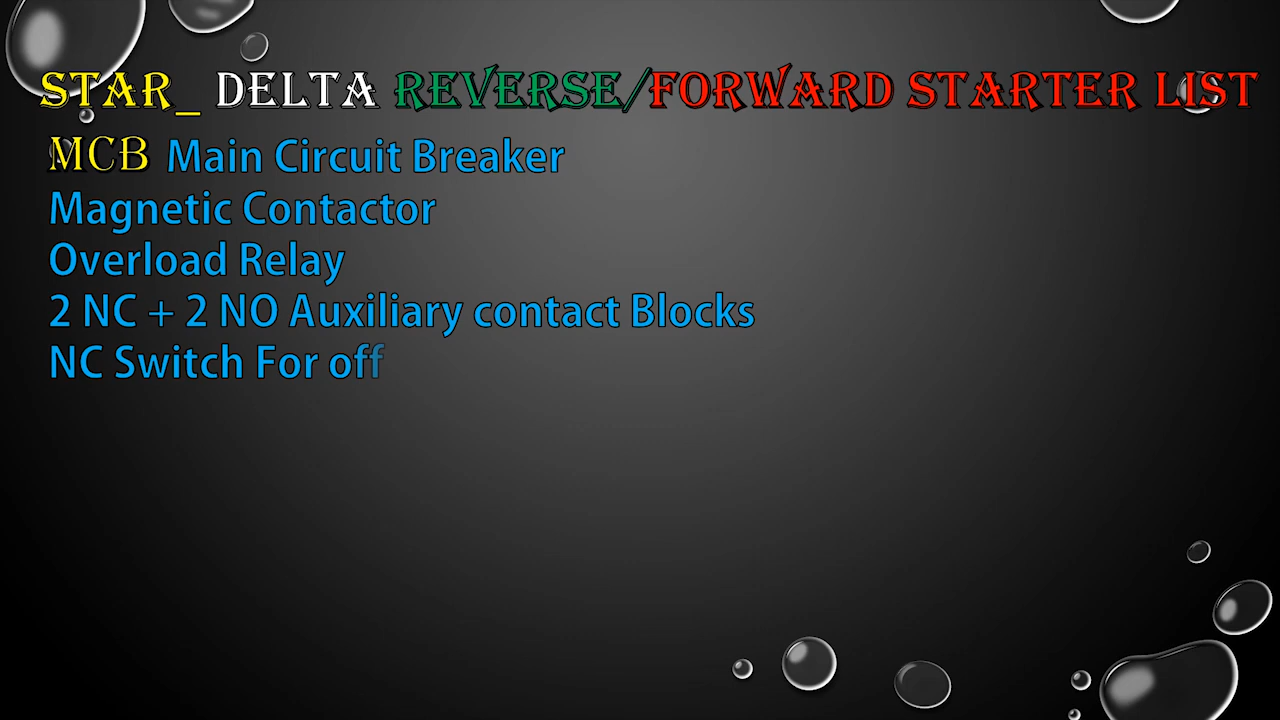 STAR_ DELTA REVERSE/FORWARD STARTER LIST
MCB Main Circuit Breaker
Magnetic Contactor
Overload Relay
2 NC + 2 NO Auxiliary contact Blocks
NC Switch For off